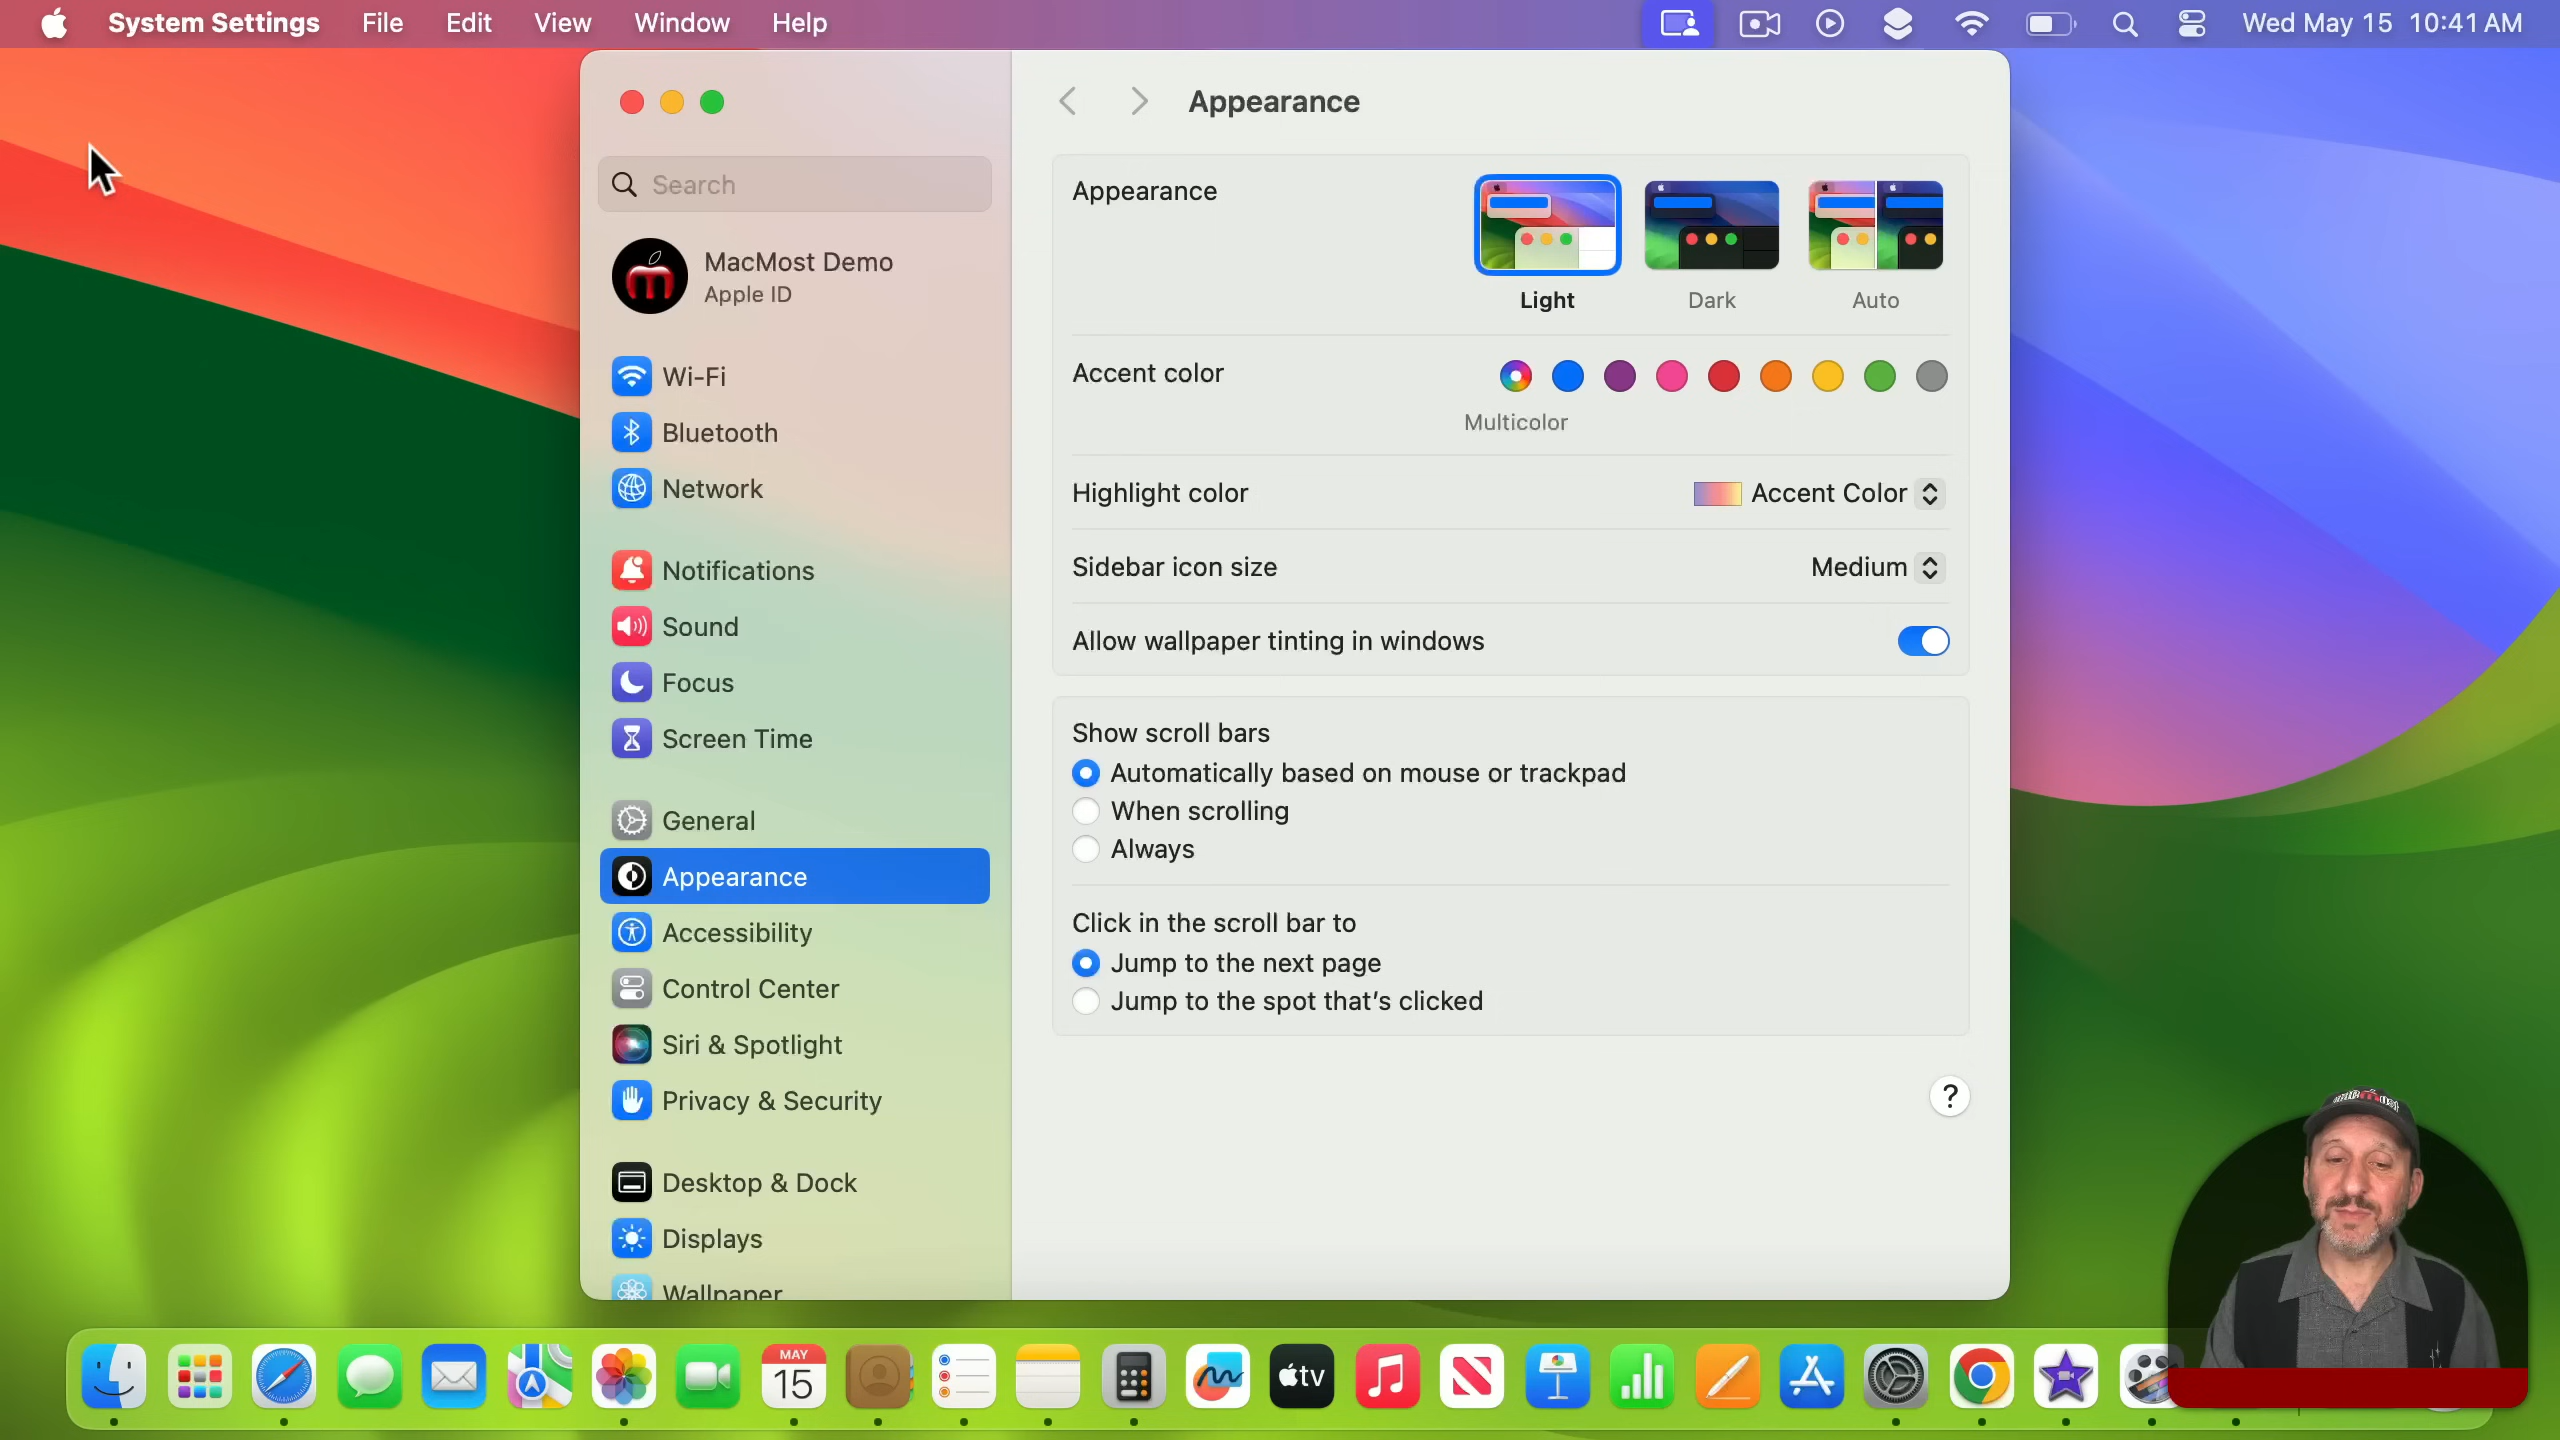 System Settings File Edit View Window Help Wed May 15 10:41 AM
Appearance
Search
MacMost Demo
Apple ID
Wi-Fi
Bluetooth
Network
Notifications
Sound
Focus
Screen Time
General
Appearance
Accessibility
Control Center
Siri & Spotlight
Privacy & Security
Desktop & Dock
Displays
Wallpaper
Appearance
Light Dark Auto
Accent color
Multicolor
Highlight color Accent Color
Sidebar icon size Medium
Allow wallpaper tinting in windows
Show scroll bars
Automatically based on mouse or trackpad
When scrolling
Always
Click in the scroll bar to
Jump to the next page
Jump to the spot that's clicked
?
MAY
15
tv